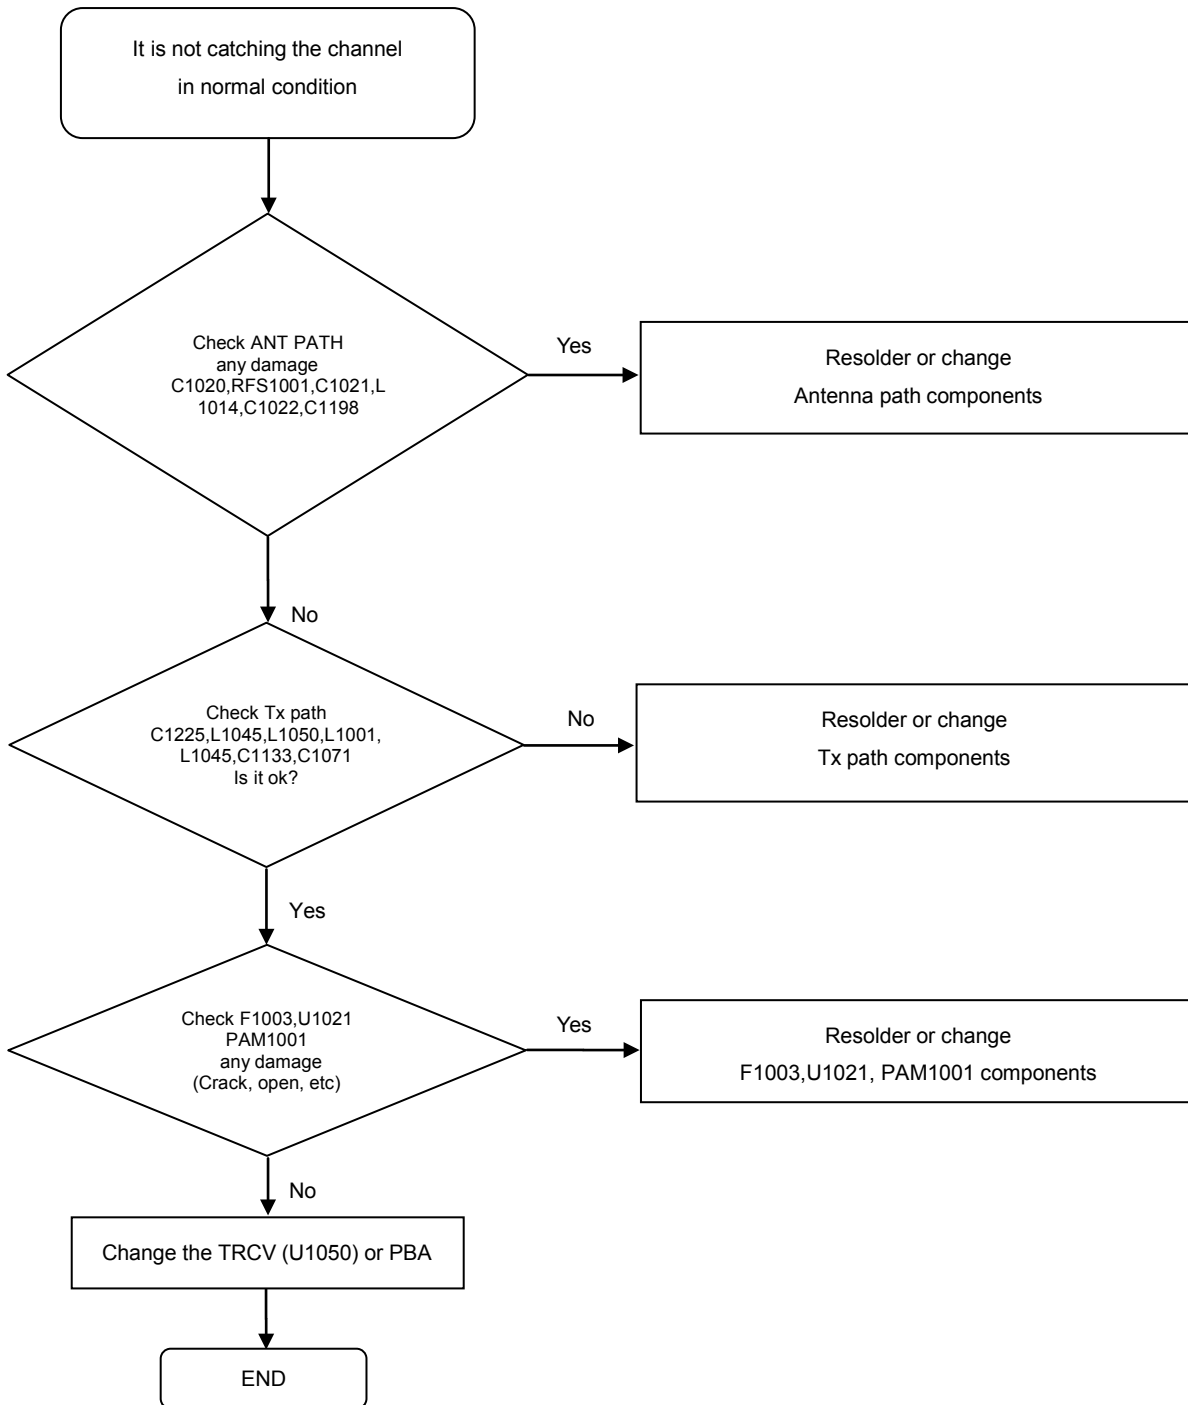 It is not catching the channel
in normal condition
Check ANT PATH
any damage
C1020,RFS1001,C1021,L
1014,C1022,C1198
Yes
Resolder or change
Antenna path components
No
Check Tx path
C1225,L1045,L1050,L1001,
L1045,C1133,C1071
Is it ok?
No
Resolder or change
Tx path components
Yes
Check F1003,U1021
PAM1001
any damage
(Crack, open, etc)
Yes
Resolder or change
F1003,U1021, PAM1001 components
No
Change the TRCV (U1050) or PBA
END